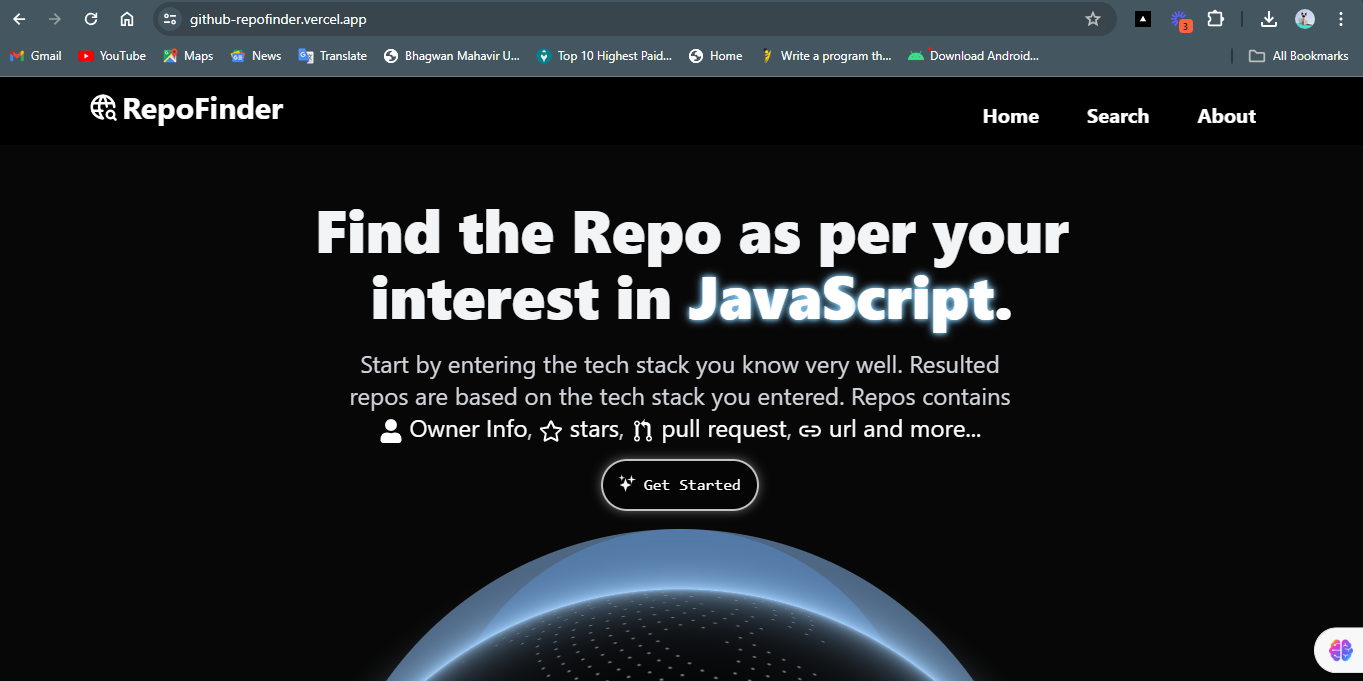 github-repofinder.vercel.app
3
Gmail YouTube Maps News Translate Bhagwan Mahavir U... Top 10 Highest Paid... Home Write a program th... Download Android... All Bookmarks
RepoFinder
Home Search About
Find the Repo as per your
interest in JavaScript.
Start by entering the tech stack you know very well. Resulted
repos are based on the tech stack you entered. Repos contains
Owner Info, stars, pull request, url and more...
Get Started